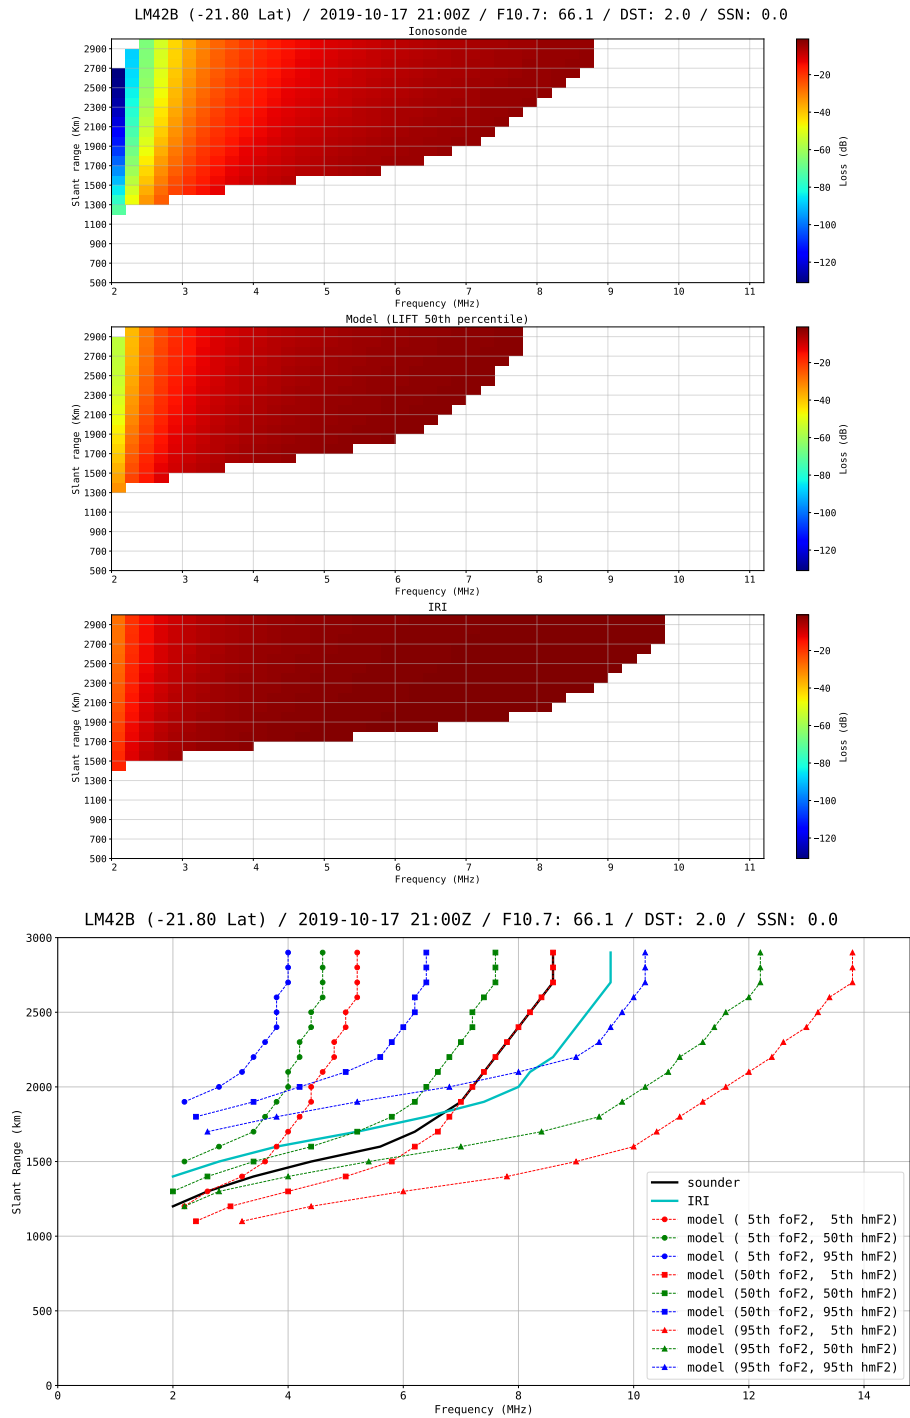 LM42B (-21.80 Lat) / 2019-10-17 21:00Z / F10.7: 66.1 / DST: 2.0 / SSN: 0.0
Ionosonde
2900
2700
2500
2300
2100
1900
1700
1500
1300
1100
900
700
500
Slant range (Km)
2 3 4 5 6 7 8 9 10 11
Frequency (MHz)
−20
−40
−60
−80
−100
−120
Loss (dB)
Model (LIFT 50th percentile)
2900
2700
2500
2300
2100
1900
1700
1500
1300
1100
900
700
500
Slant range (Km)
2 3 4 5 6 7 8 9 10 11
Frequency (MHz)
−20
−40
−60
−80
−100
−120
Loss (dB)
IRI
2900
2700
2500
2300
2100
1900
1700
1500
1300
1100
900
700
500
Slant range (Km)
2 3 4 5 6 7 8 9 10 11
Frequency (MHz)
−20
−40
−60
−80
−100
−120
Loss (dB)
LM42B (-21.80 Lat) / 2019-10-17 21:00Z / F10.7: 66.1 / DST: 2.0 / SSN: 0.0
3000
2500
2000
1500
1000
500
0
Slant Range (km)
0 2 4 6 8 10 12 14
Frequency (MHz)
sounder
IRI
model ( 5th foF2,  5th hmF2)
model ( 5th foF2, 50th hmF2)
model ( 5th foF2, 95th hmF2)
model (50th foF2,  5th hmF2)
model (50th foF2, 50th hmF2)
model (50th foF2, 95th hmF2)
model (95th foF2,  5th hmF2)
model (95th foF2, 50th hmF2)
model (95th foF2, 95th hmF2)